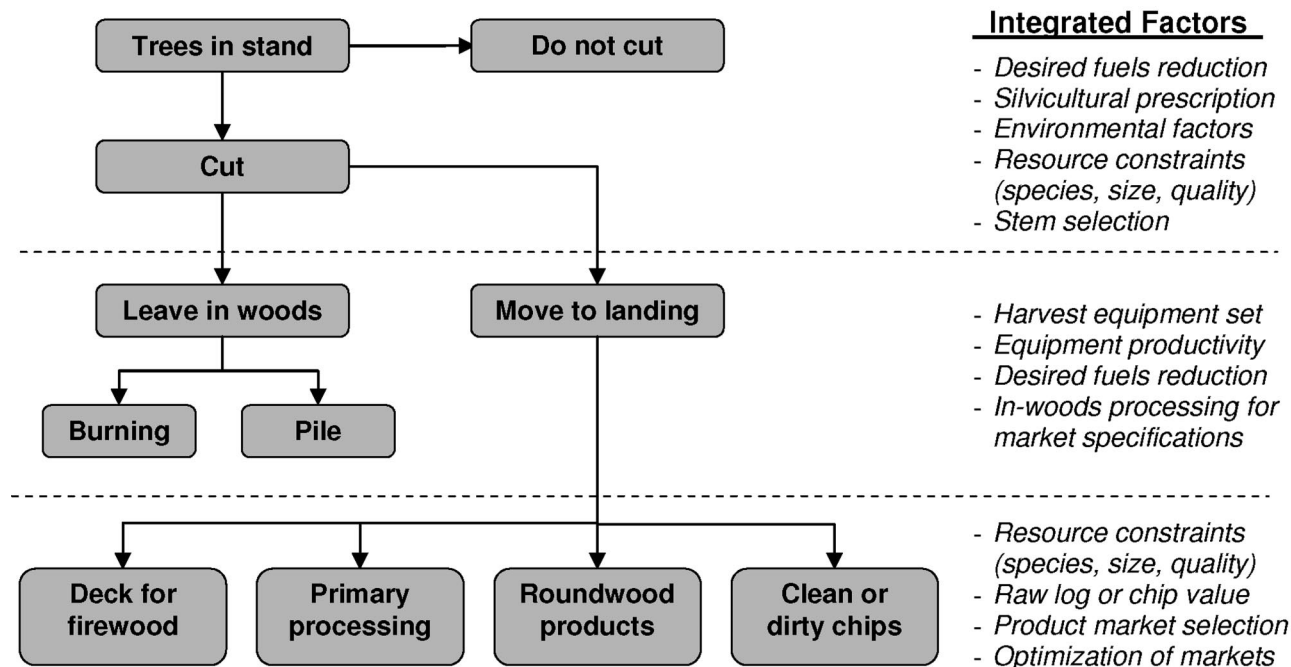 Trees in stand
Do not cut
Cut
Leave in woods
Move to landing
Burning
Pile
Deck for
firewood
Primary
processing
Roundwood
products
Clean or
dirty chips
Integrated Factors
- Desired fuels reduction
- Silvicultural prescription
- Environmental factors
- Resource constraints
(species, size, quality)
- Stem selection
- Harvest equipment set
- Equipment productivity
- Desired fuels reduction
- In-woods processing for
market specifications
- Resource constraints
(species, size, quality)
- Raw log or chip value
- Product market selection
- Optimization of markets